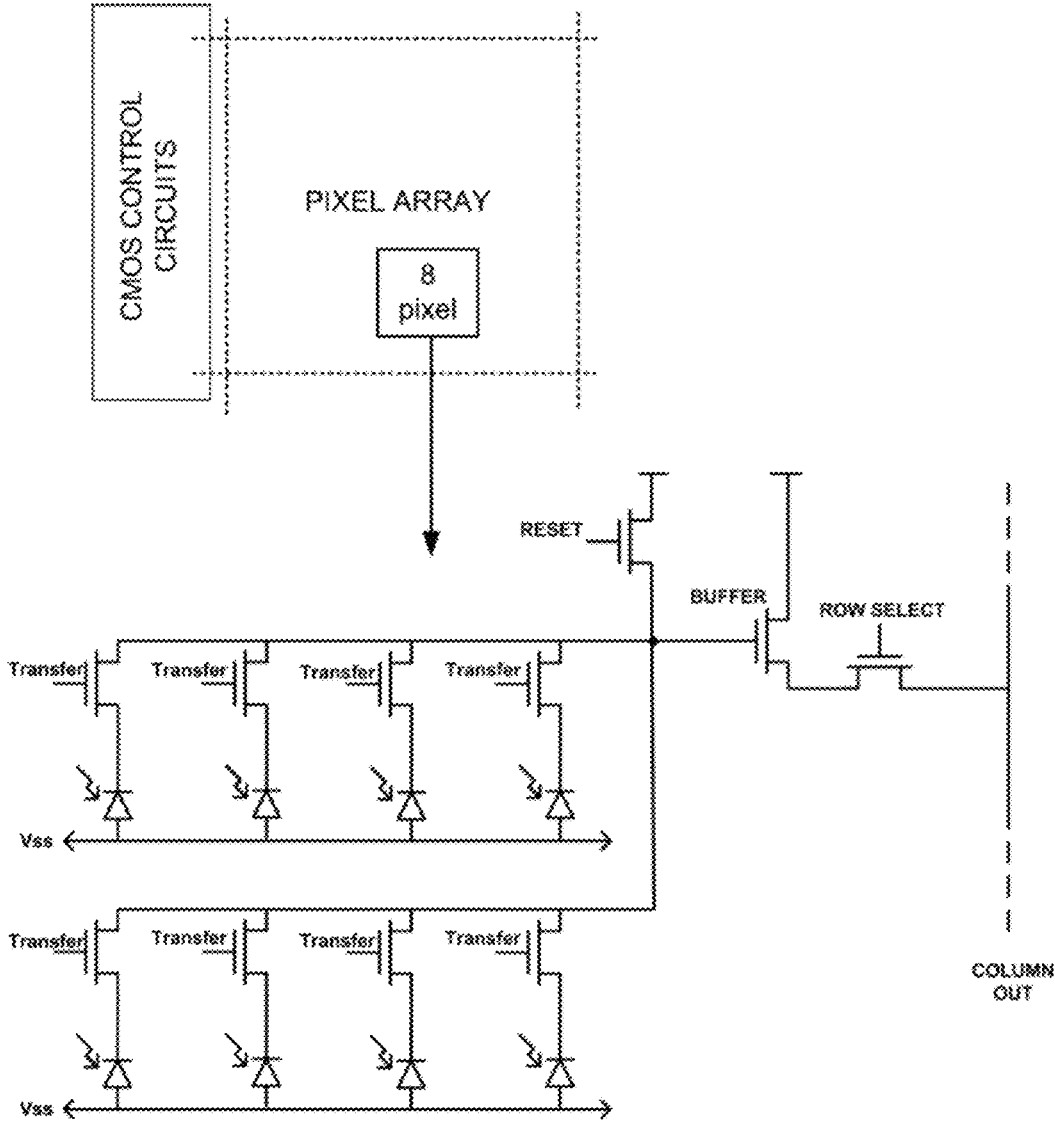 CMOS CONTROL
CIRCUITS
PIXEL ARRAY
8
pixel
RESET
BUFFER
ROW SELECT
Transfer
Transfer
Transfer
Transfer
Vss
Transfer
Transfer
Transfer
Transfer
Vss
COLUMN
OUT